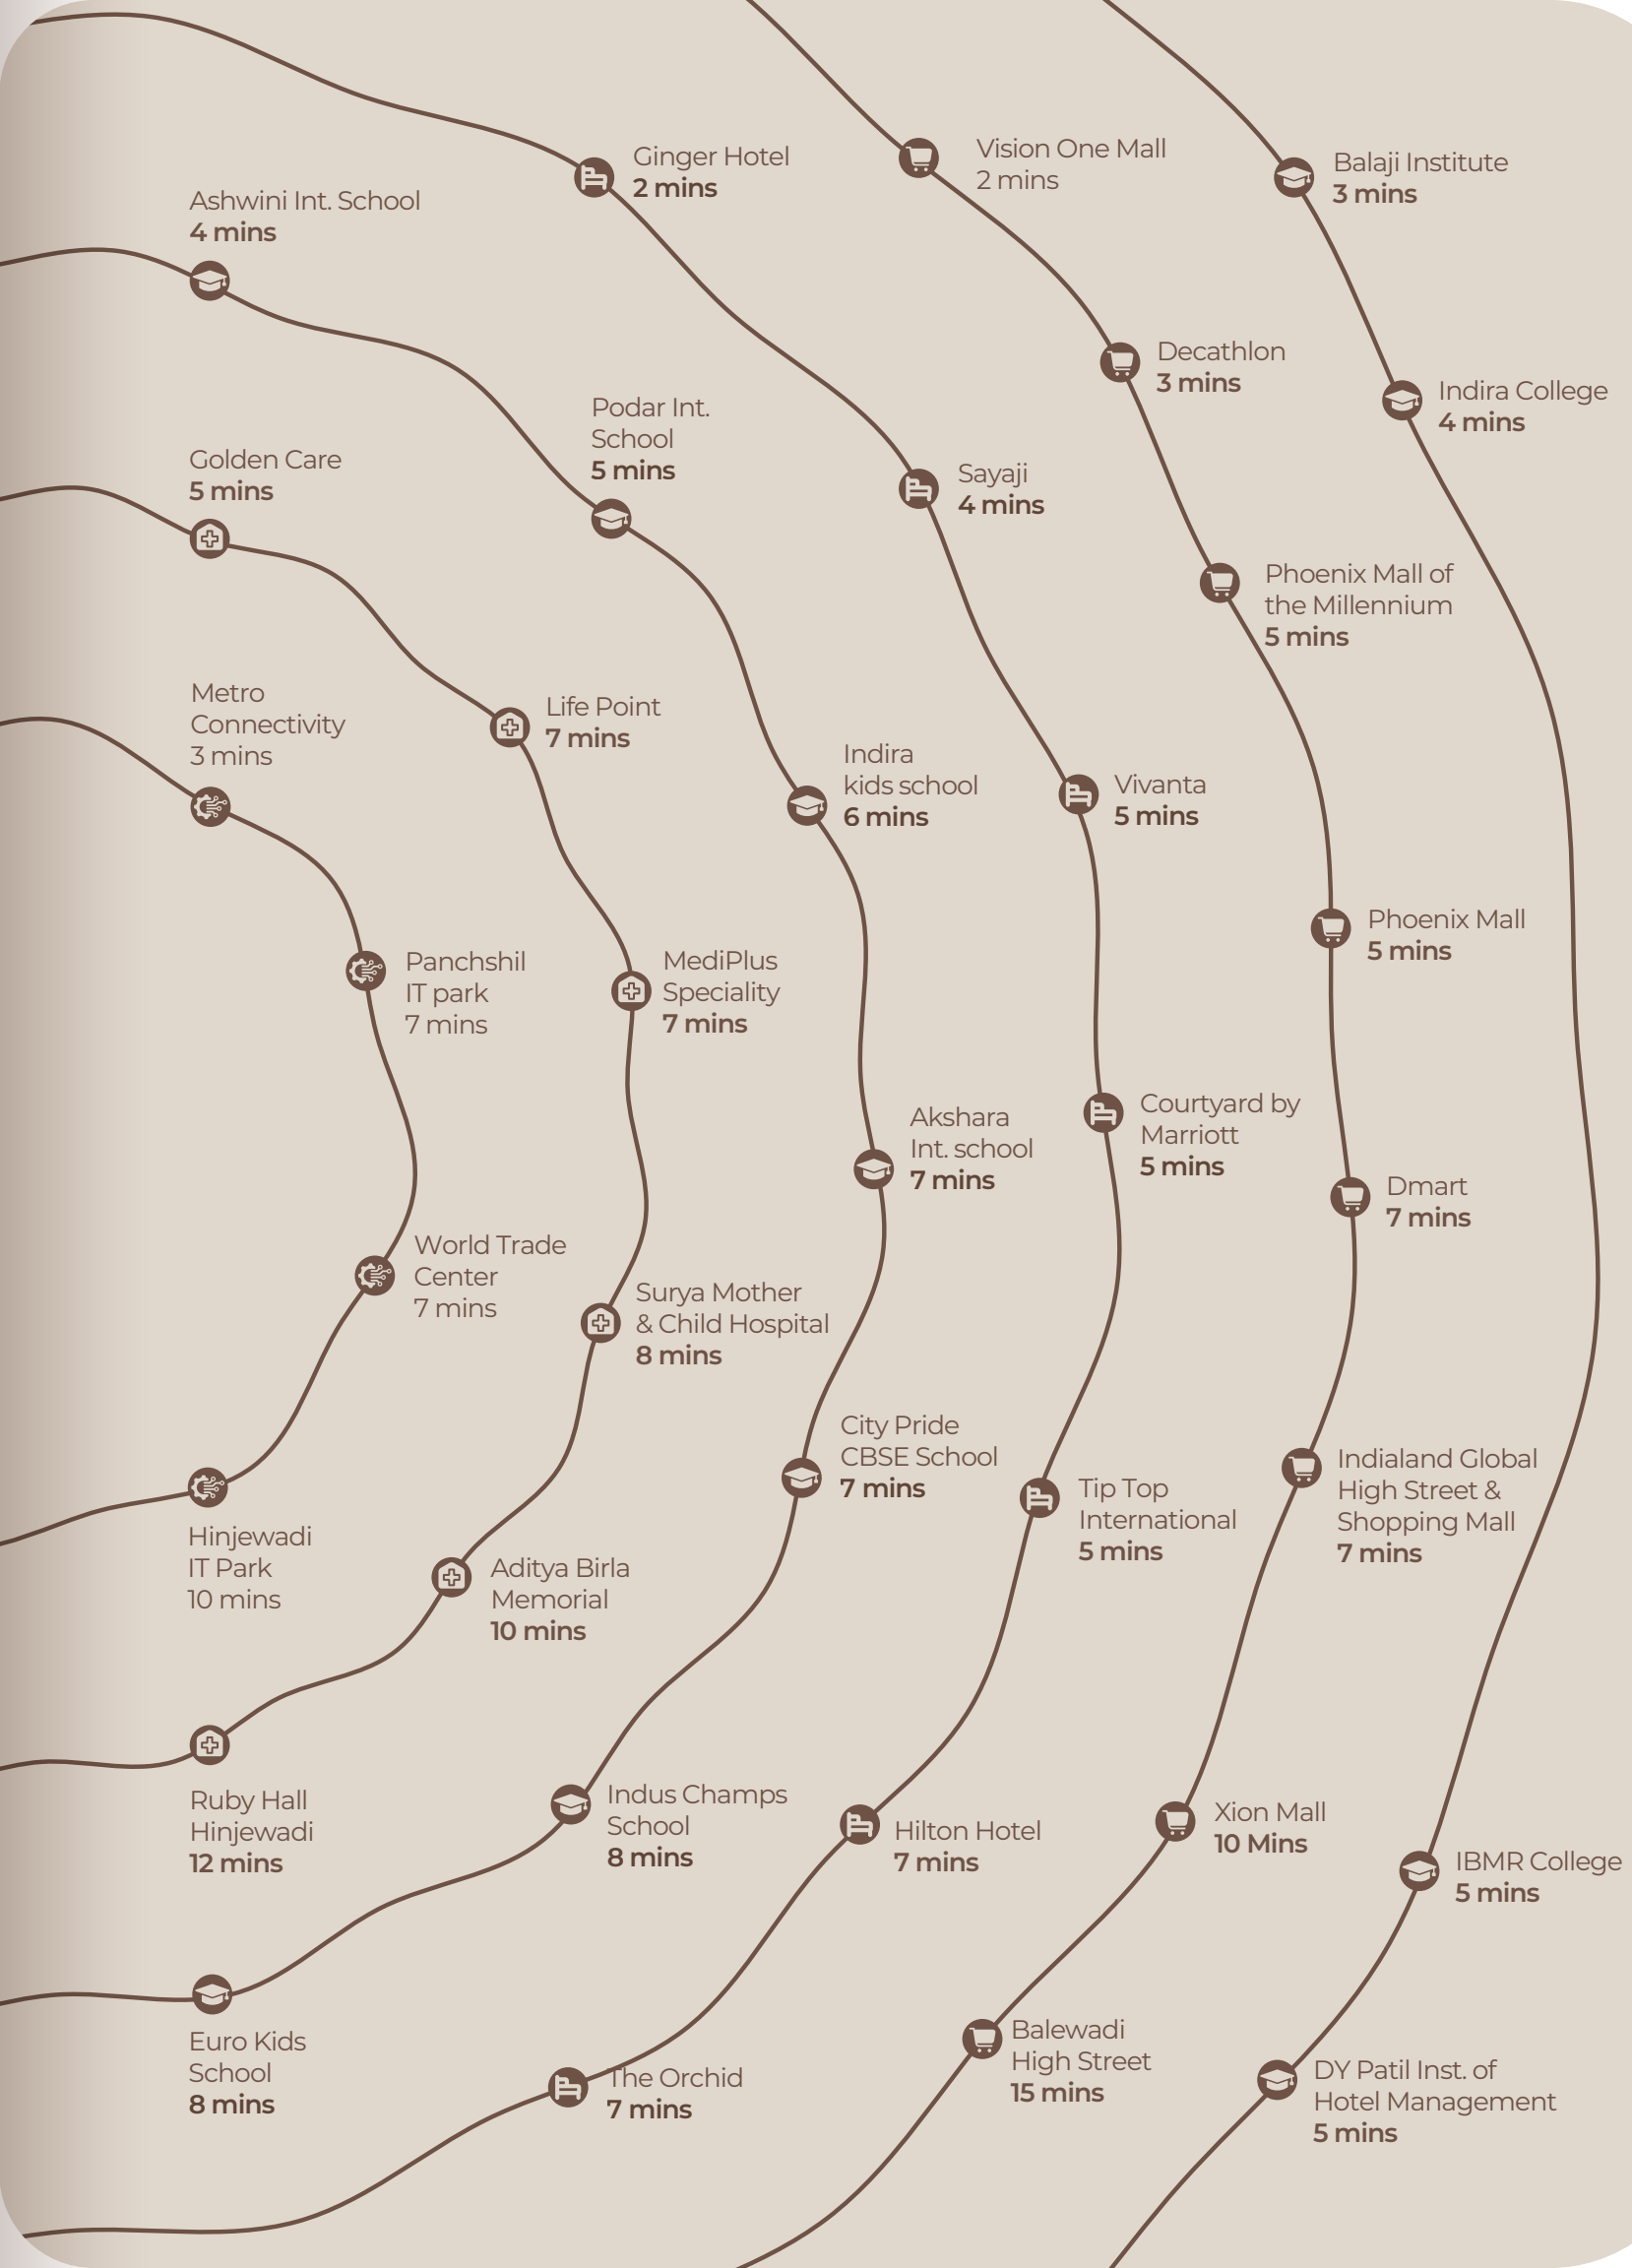 Ginger Hotel
2 mins
Vision One Mall
2 mins
Balaji Institute
3 mins
Ashwini Int. School
4 mins
Decathlon
3 mins
Indira College
4 mins
Podar Int.
School
5 mins
Golden Care
5 mins
Sayaji
4 mins
Phoenix Mall of
the Millennium
5 mins
Metro
Connectivity
3 mins
Life Point
7 mins
Indira
kids school
6 mins
Vivanta
5 mins
Phoenix Mall
5 mins
Panchshil
IT park
7 mins
MediPlus
Speciality
7 mins
Akshara
Int. school
7 mins
Courtyard by
Marriott
5 mins
Dmart
7 mins
World Trade
Center
7 mins
Surya Mother
& Child Hospital
8 mins
City Pride
CBSE School
7 mins
Tip Top
International
5 mins
Indialand Global
High Street &
Shopping Mall
7 mins
Hinjewadi
IT Park
10 mins
Aditya Birla
Memorial
10 mins
Ruby Hall
Hinjewadi
12 mins
Indus Champs
School
8 mins
Hilton Hotel
7 mins
Xion Mall
10 Mins
IBMR College
5 mins
Euro Kids
School
8 mins
The Orchid
7 mins
Balewadi
High Street
15 mins
DY Patil Inst. of
Hotel Management
5 mins